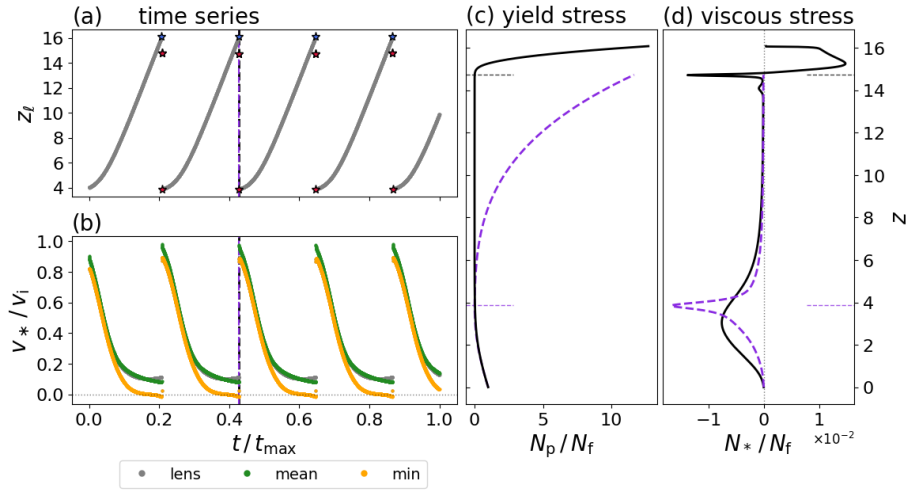 (a) time series
(c) yield stress
(d) viscous stress
16
14
12
10
8
6
4
z_ℓ
(b)
1.0
0.8
0.6
0.4
0.2
0.0
v_* / v_i
0.0 0.2 0.4 0.6 0.8 1.0
t / t_max
0 5 10
N_p / N_f
−1 0 1
×10⁻²
N_* / N_f
16
14
12
10
8
6
4
2
0
z
lens mean min